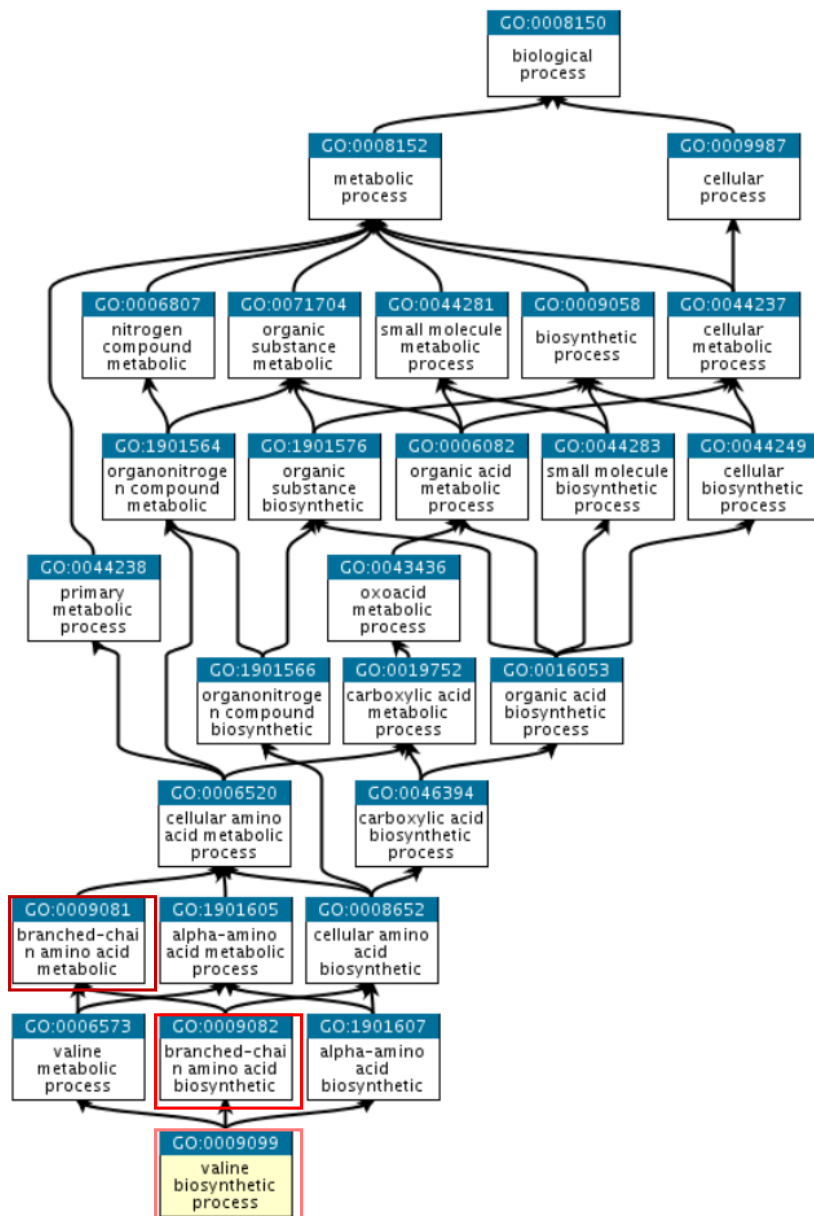 GO:0008150
biological
process
GO:0008152
metabolic
process
GO:0009987
cellular
process
GO:0006807
nitrogen
compound
metabolic
GO:0071704
organic
substance
metabolic
GO:0044281
small molecule
metabolic
process
GO:0009058
biosynthetic
process
GO:0044237
cellular
metabolic
process
GO:1901564
organonitroge
n compound
metabolic
GO:1901576
organic
substance
biosynthetic
GO:0006082
organic acid
metabolic
process
GO:0044283
small molecule
biosynthetic
process
GO:0044249
cellular
biosynthetic
process
GO:0044238
primary
metabolic
process
GO:0043436
oxoacid
metabolic
process
GO:1901566
organonitroge
n compound
biosynthetic
GO:0019752
carboxylic acid
metabolic
process
GO:0016053
organic acid
biosynthetic
process
GO:0006520
cellular amino
acid metabolic
process
GO:0046394
carboxylic acid
biosynthetic
process
GO:0009081
branched-chai
n amino acid
metabolic
GO:1901605
alpha-amino
acid metabolic
process
GO:0008652
cellular amino
acid
biosynthetic
GO:0006573
valine
metabolic
process
GO:0009082
branched-chai
n amino acid
biosynthetic
GO:1901607
alpha-amino
acid
biosynthetic
GO:0009099
valine
biosynthetic
process